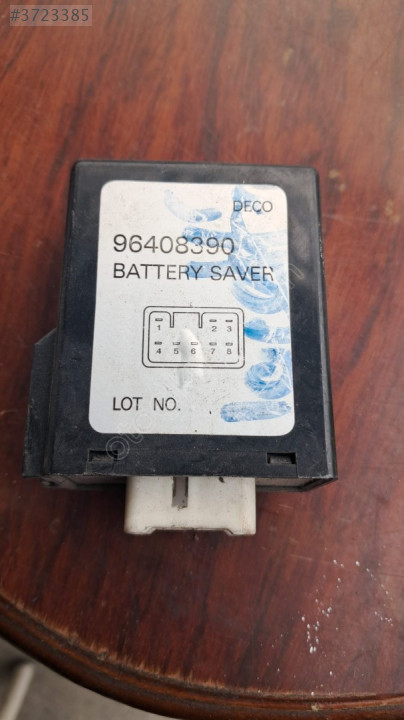 #3723385
DECO
96408390
BATTERY SAVER
1 2 3
4 5 6 7 8
LOT NO.